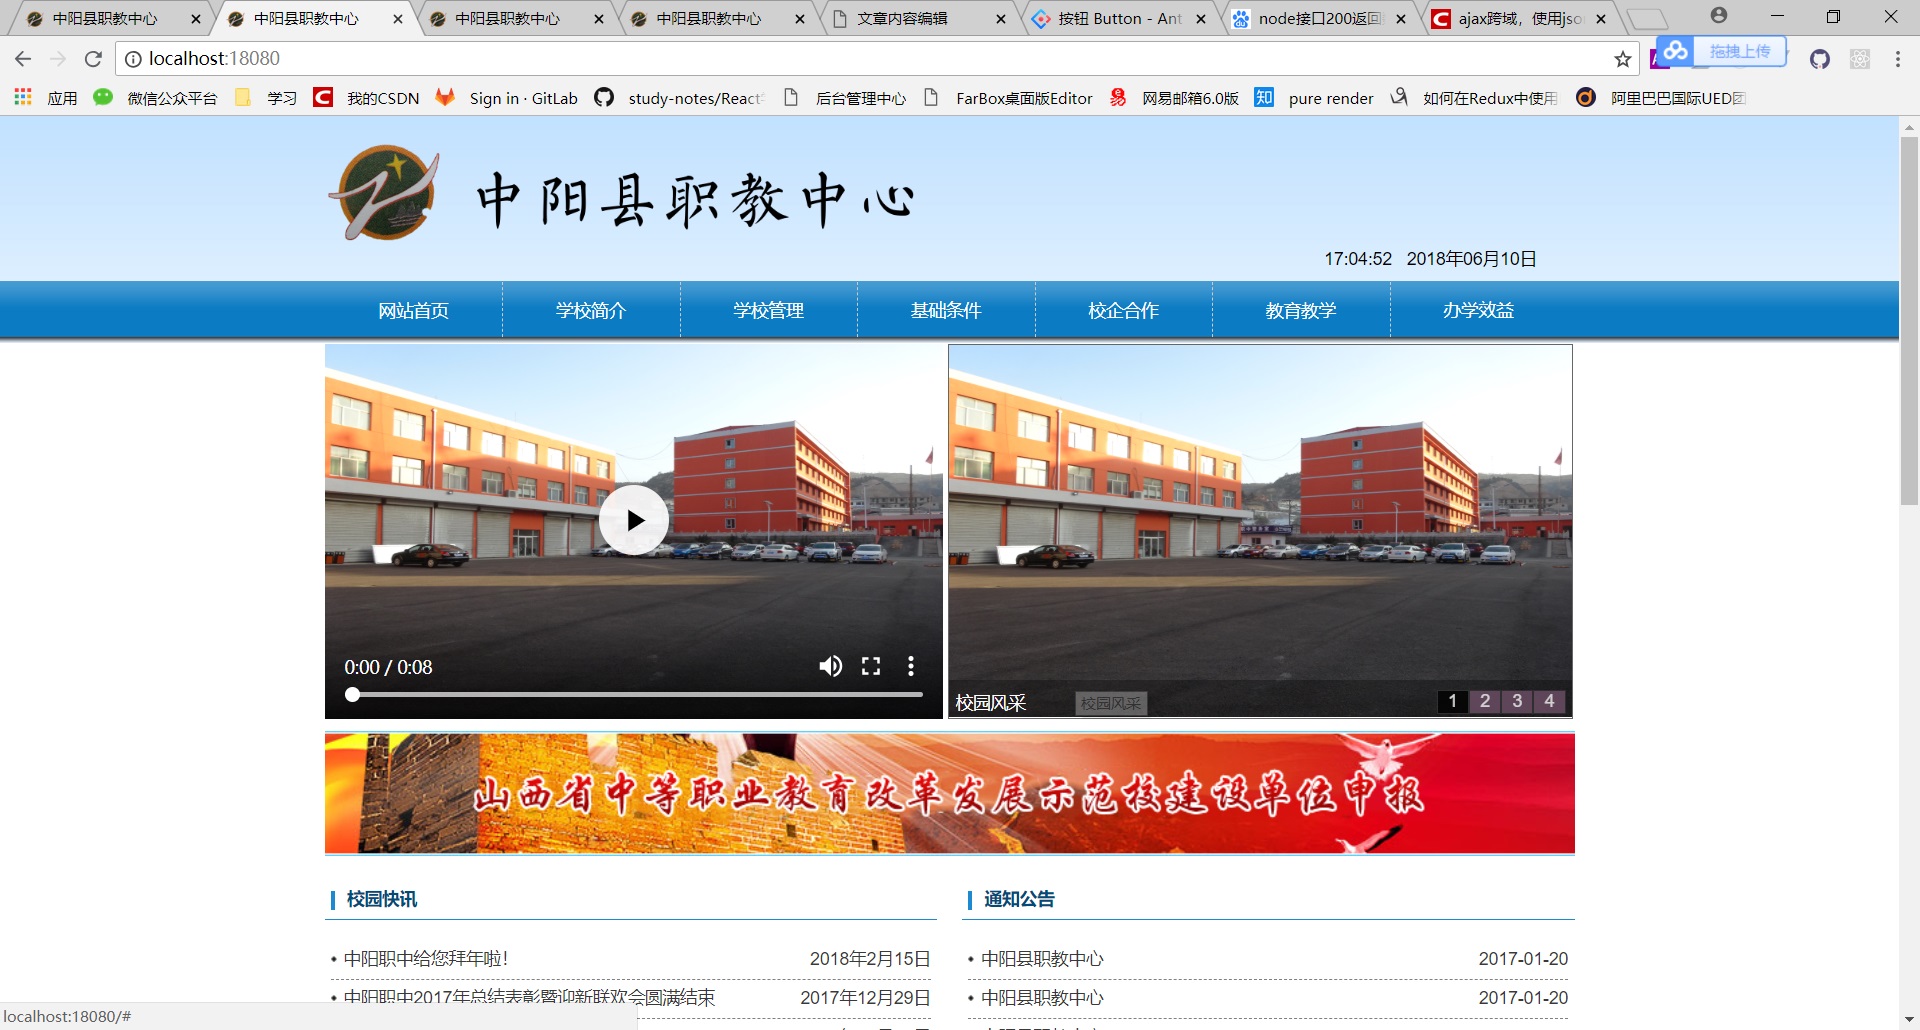 中阳县职教中心
中阳县职教中心
中阳县职教中心
中阳县职教中心
文章内容编辑
按钮 Button - Ant
node接口200返回
ajax跨域，使用jso
localhost:18080
拖拽上传
应用
微信公众平台
学习
我的CSDN
Sign in · GitLab
study-notes/React
后台管理中心
FarBox桌面版Editor
网易邮箱6.0版
知
pure render
如何在Redux中使用
阿里巴巴国际UED团
中阳县职教中心
17:04:52 2018年06月10日
网站首页
学校简介
学校管理
基础条件
校企合作
教育教学
办学效益
0:00 / 0:08
校园风采
校园风采
1 2 3 4
山西省中等职业教育改革发展示范校建设单位申报
校园快讯
中阳职中给您拜年啦! 2018年2月15日
中阳职中2017年总结表彰暨迎新联欢会圆满结束 2017年12月29日
通知公告
中阳县职教中心 2017-01-20
中阳县职教中心 2017-01-20
localhost:18080/#